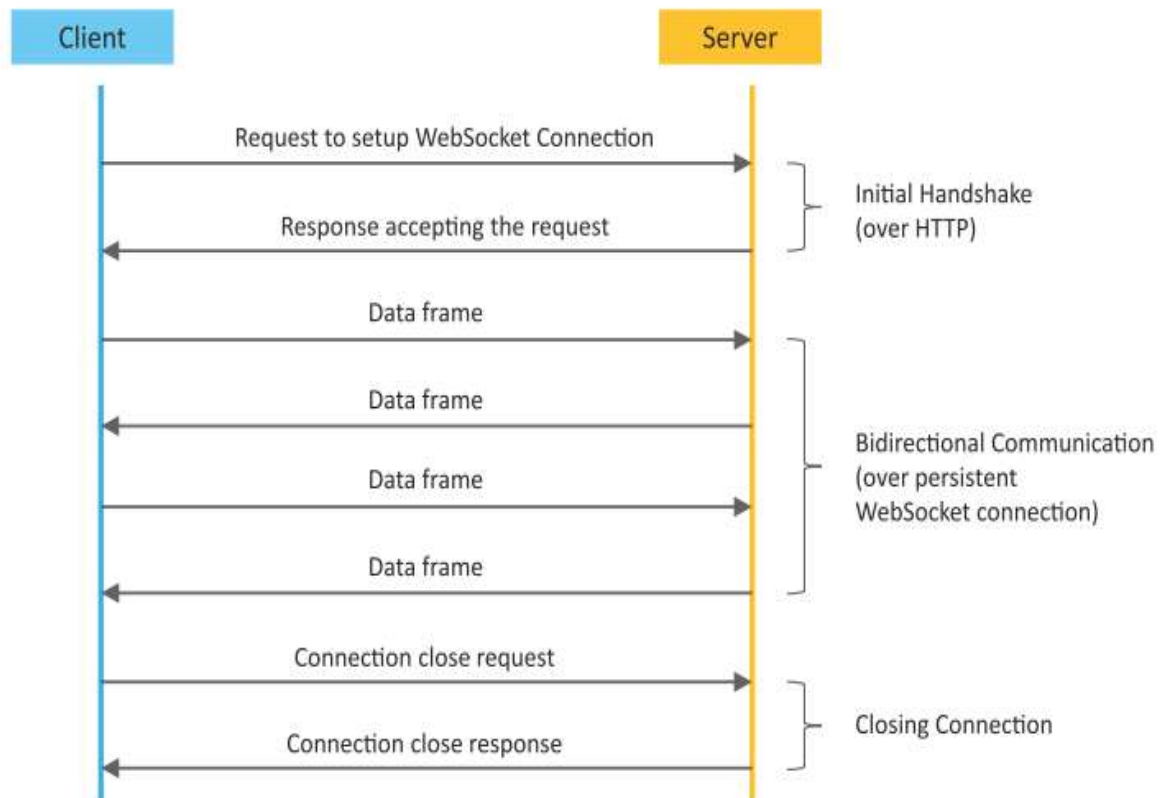 Client
Server
Request to setup WebSocket Connection
Response accepting the request
Initial Handshake
(over HTTP)
Data frame
Data frame
Data frame
Data frame
Bidirectional Communication
(over persistent
WebSocket connection)
Connection close request
Connection close response
Closing Connection